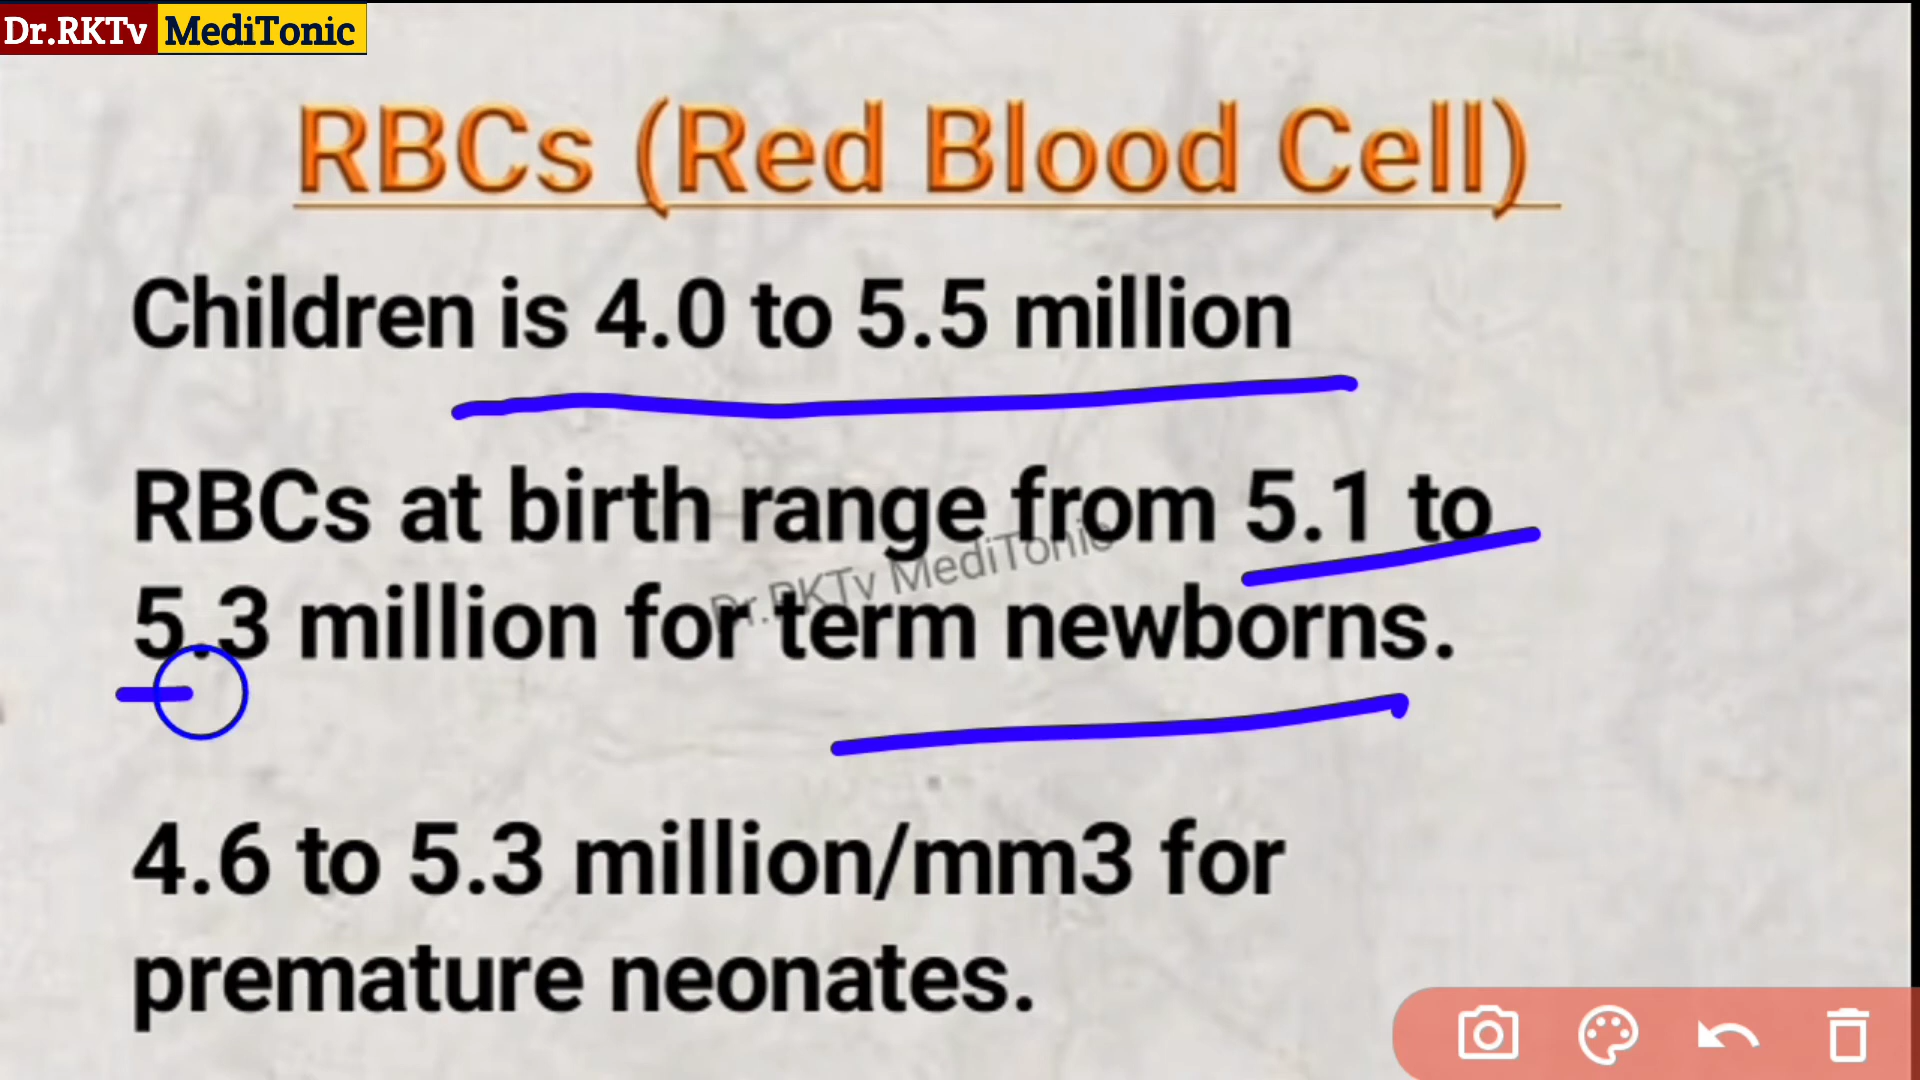 Dr.RKTv MediTonic
RBCs (Red Blood Cell)
Children is 4.0 to 5.5 million
RBCs at birth range from 5.1 to
Dr.RKTv MediTonic
5.3 million for term newborns.
4.6 to 5.3 million/mm3 for
premature neonates.